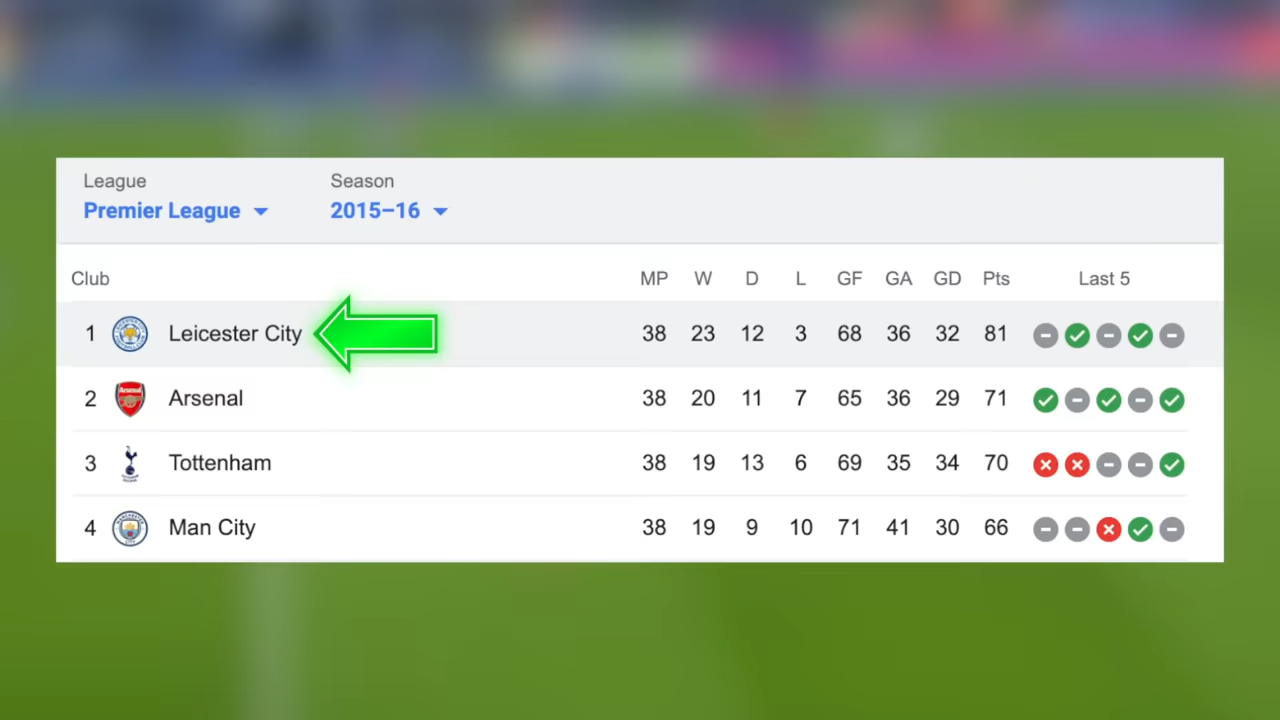 League Season
Premier League 2015–16
Club MP W D L GF GA GD Pts Last 5
1 Leicester City 38 23 12 3 68 36 32 81
2 Arsenal 38 20 11 7 65 36 29 71
3 Tottenham 38 19 13 6 69 35 34 70
4 Man City 38 19 9 10 71 41 30 66